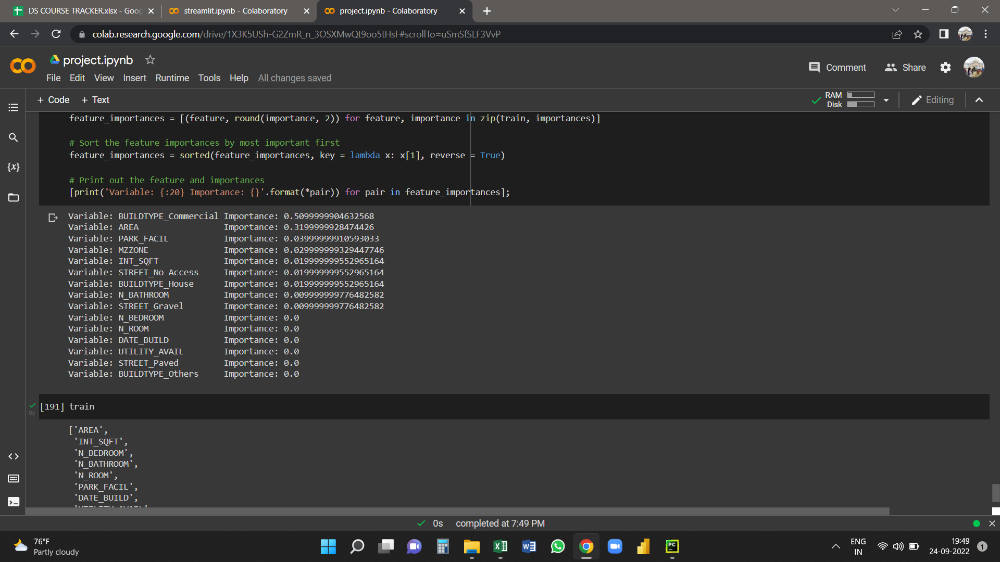 DS COURSE TRACKER.xlsx - Goog
streamlit.ipynb - Colaboratory
project.ipynb - Colaboratory
colab.research.google.com/drive/1X3K5USh-G2ZmR_n_3OSXMwQt9oo5tHsF#scrollTo=uSmSfSLF3VvP
project.ipynb
Comment
Share
File Edit View Insert Runtime Tools Help All changes saved
+ Code + Text
RAM
Disk
Editing
feature_importances = [(feature, round(importance, 2)) for feature, importance in zip(train, importances)]
# Sort the feature importances by most important first
feature_importances = sorted(feature_importances, key = lambda x: x[1], reverse = True)
# Print out the feature and importances
[print('Variable: {:20} Importance: {}'.format(*pair)) for pair in feature_importances];
Variable: BUILDTYPE_Commercial Importance: 0.5099999904632568
Variable: AREA                 Importance: 0.3199999928474426
Variable: PARK_FACIL           Importance: 0.03999999910593033
Variable: MZZONE               Importance: 0.029999999329447746
Variable: INT_SQFT             Importance: 0.019999999552965164
Variable: STREET_No Access     Importance: 0.019999999552965164
Variable: BUILDTYPE_House      Importance: 0.019999999552965164
Variable: N_BATHROOM           Importance: 0.009999999776482582
Variable: STREET_Gravel        Importance: 0.009999999776482582
Variable: N_BEDROOM            Importance: 0.0
Variable: N_ROOM               Importance: 0.0
Variable: DATE_BUILD           Importance: 0.0
Variable: UTILITY_AVAIL        Importance: 0.0
Variable: STREET_Paved         Importance: 0.0
Variable: BUILDTYPE_Others     Importance: 0.0
[191] train
0s
['AREA',
'INT_SQFT',
'N_BEDROOM',
'N_BATHROOM',
'N_ROOM',
'PARK_FACIL',
'DATE_BUILD',
0s completed at 7:49 PM
76°F
Partly cloudy
ENG
IN
19:49
24-09-2022
1